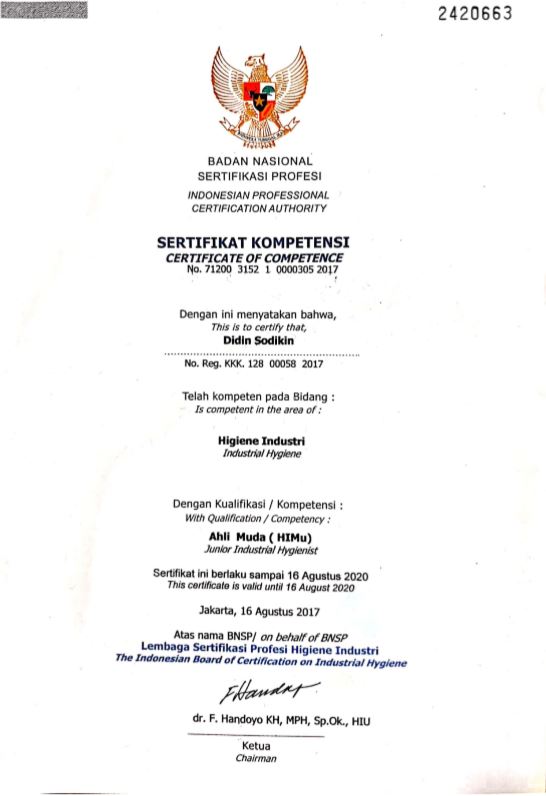 2420663
BADAN NASIONAL
SERTIFIKASI PROFESI
INDONESIAN PROFESSIONAL
CERTIFICATION AUTHORITY
SERTIFIKAT KOMPETENSI
CERTIFICATE OF COMPETENCE
No. 71200 3152 1 0000305 2017
Dengan ini menyatakan bahwa,
This is to certify that,
Didin Sodikin
No. Reg. KKK. 128 00058 2017
Telah kompeten pada Bidang :
Is competent in the area of :
Higiene Industri
Industrial Hygiene
Dengan Kualifikasi / Kompetensi :
With Qualification / Competency :
Ahli Muda ( HIMu)
Junior Industrial Hygienist
Sertifikat ini berlaku sampai 16 Agustus 2020
This certificate is valid until 16 August 2020
Jakarta, 16 Agustus 2017
Atas nama BNSP/ on behalf of BNSP
Lembaga Sertifikasi Profesi Higiene Industri
The Indonesian Board of Certification on Industrial Hygiene
FHandoy
dr. F. Handoyo KH, MPH, Sp.Ok., HIU
Ketua
Chairman